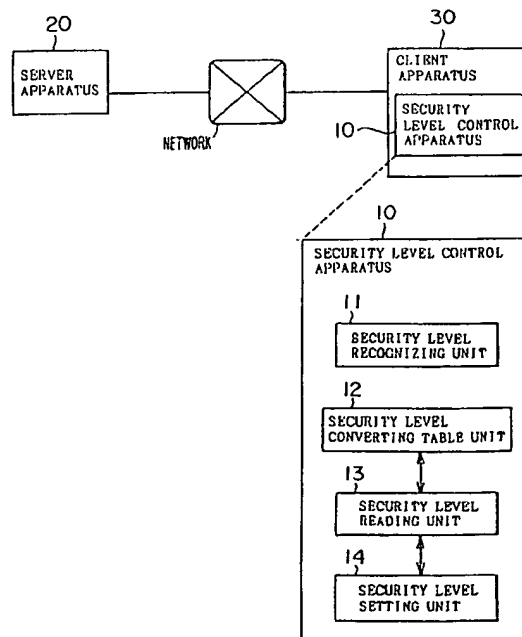 20
SERVER
APPARATUS
NETWORK
30
CLIENT
APPARATUS
10
SECURITY
LEVEL CONTROL
APPARATUS
10
SECURITY LEVEL CONTROL
APPARATUS
11
SECURITY LEVEL
RECOGNIZING UNIT
12
SECURITY LEVEL
CONVERTING TABLE UNIT
13
SECURITY LEVEL
READING UNIT
14
SECURITY LEVEL
SETTING UNIT